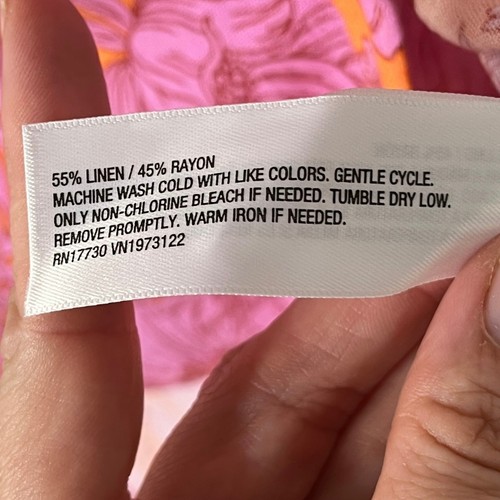 55% LINEN / 45% RAYON
MACHINE WASH COLD WITH LIKE COLORS. GENTLE CYCLE.
ONLY NON-CHLORINE BLEACH IF NEEDED. TUMBLE DRY LOW.
REMOVE PROMPTLY. WARM IRON IF NEEDED.
RN17730 VN1973122